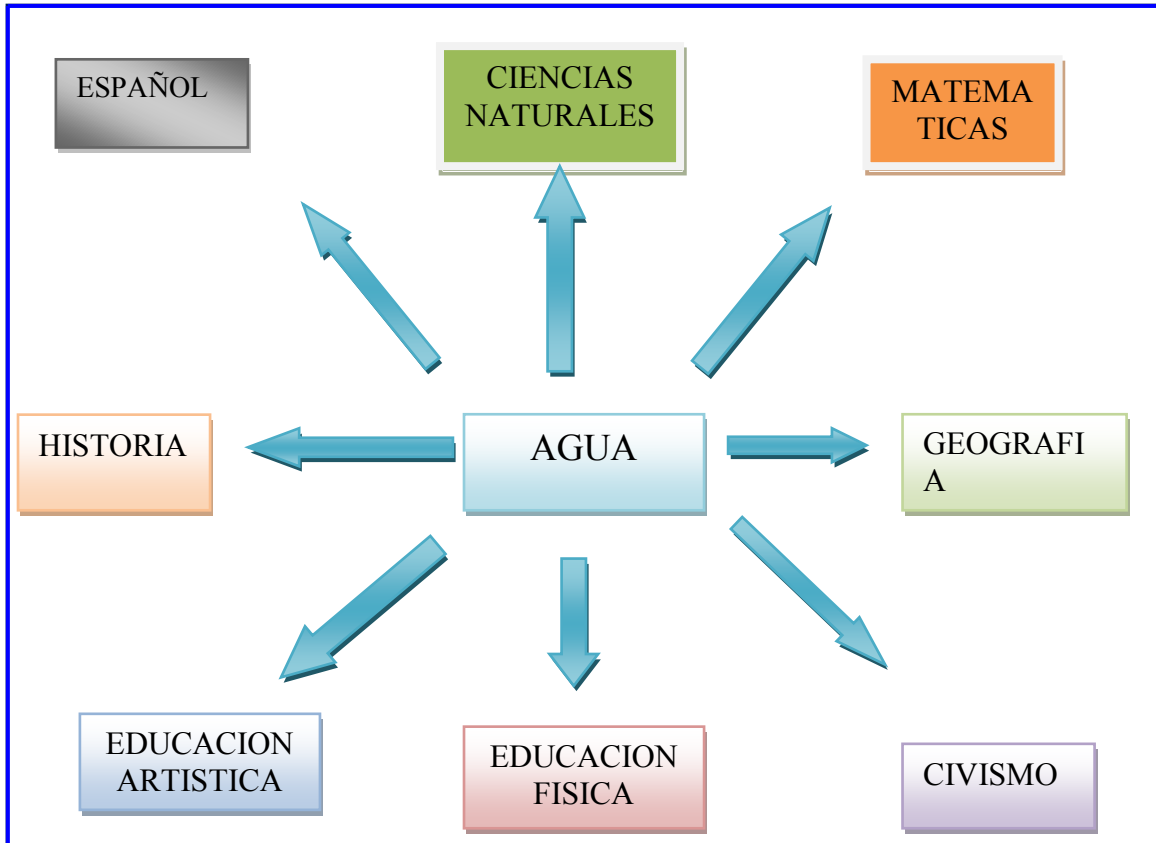 ESPAÑOL
CIENCIAS
NATURALES
MATEMA
TICAS
HISTORIA
AGUA
GEOGRAFI
A
EDUCACION
ARTISTICA
EDUCACION
FISICA
CIVISMO